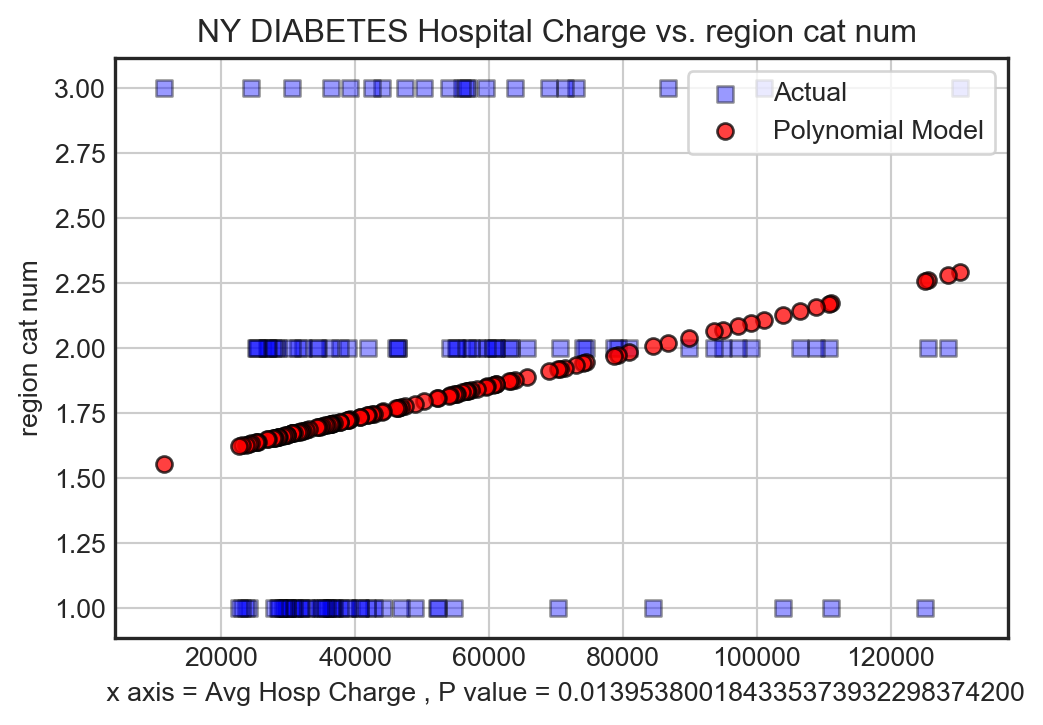 NY DIABETES Hospital Charge vs. region cat num
Actual
Polynomial Model
3.00
2.75
2.50
2.25
2.00
1.75
1.50
1.25
1.00
region cat num
20000 40000 60000 80000 100000 120000
x axis = Avg Hosp Charge , P value = 0.013953800184335373932298374200